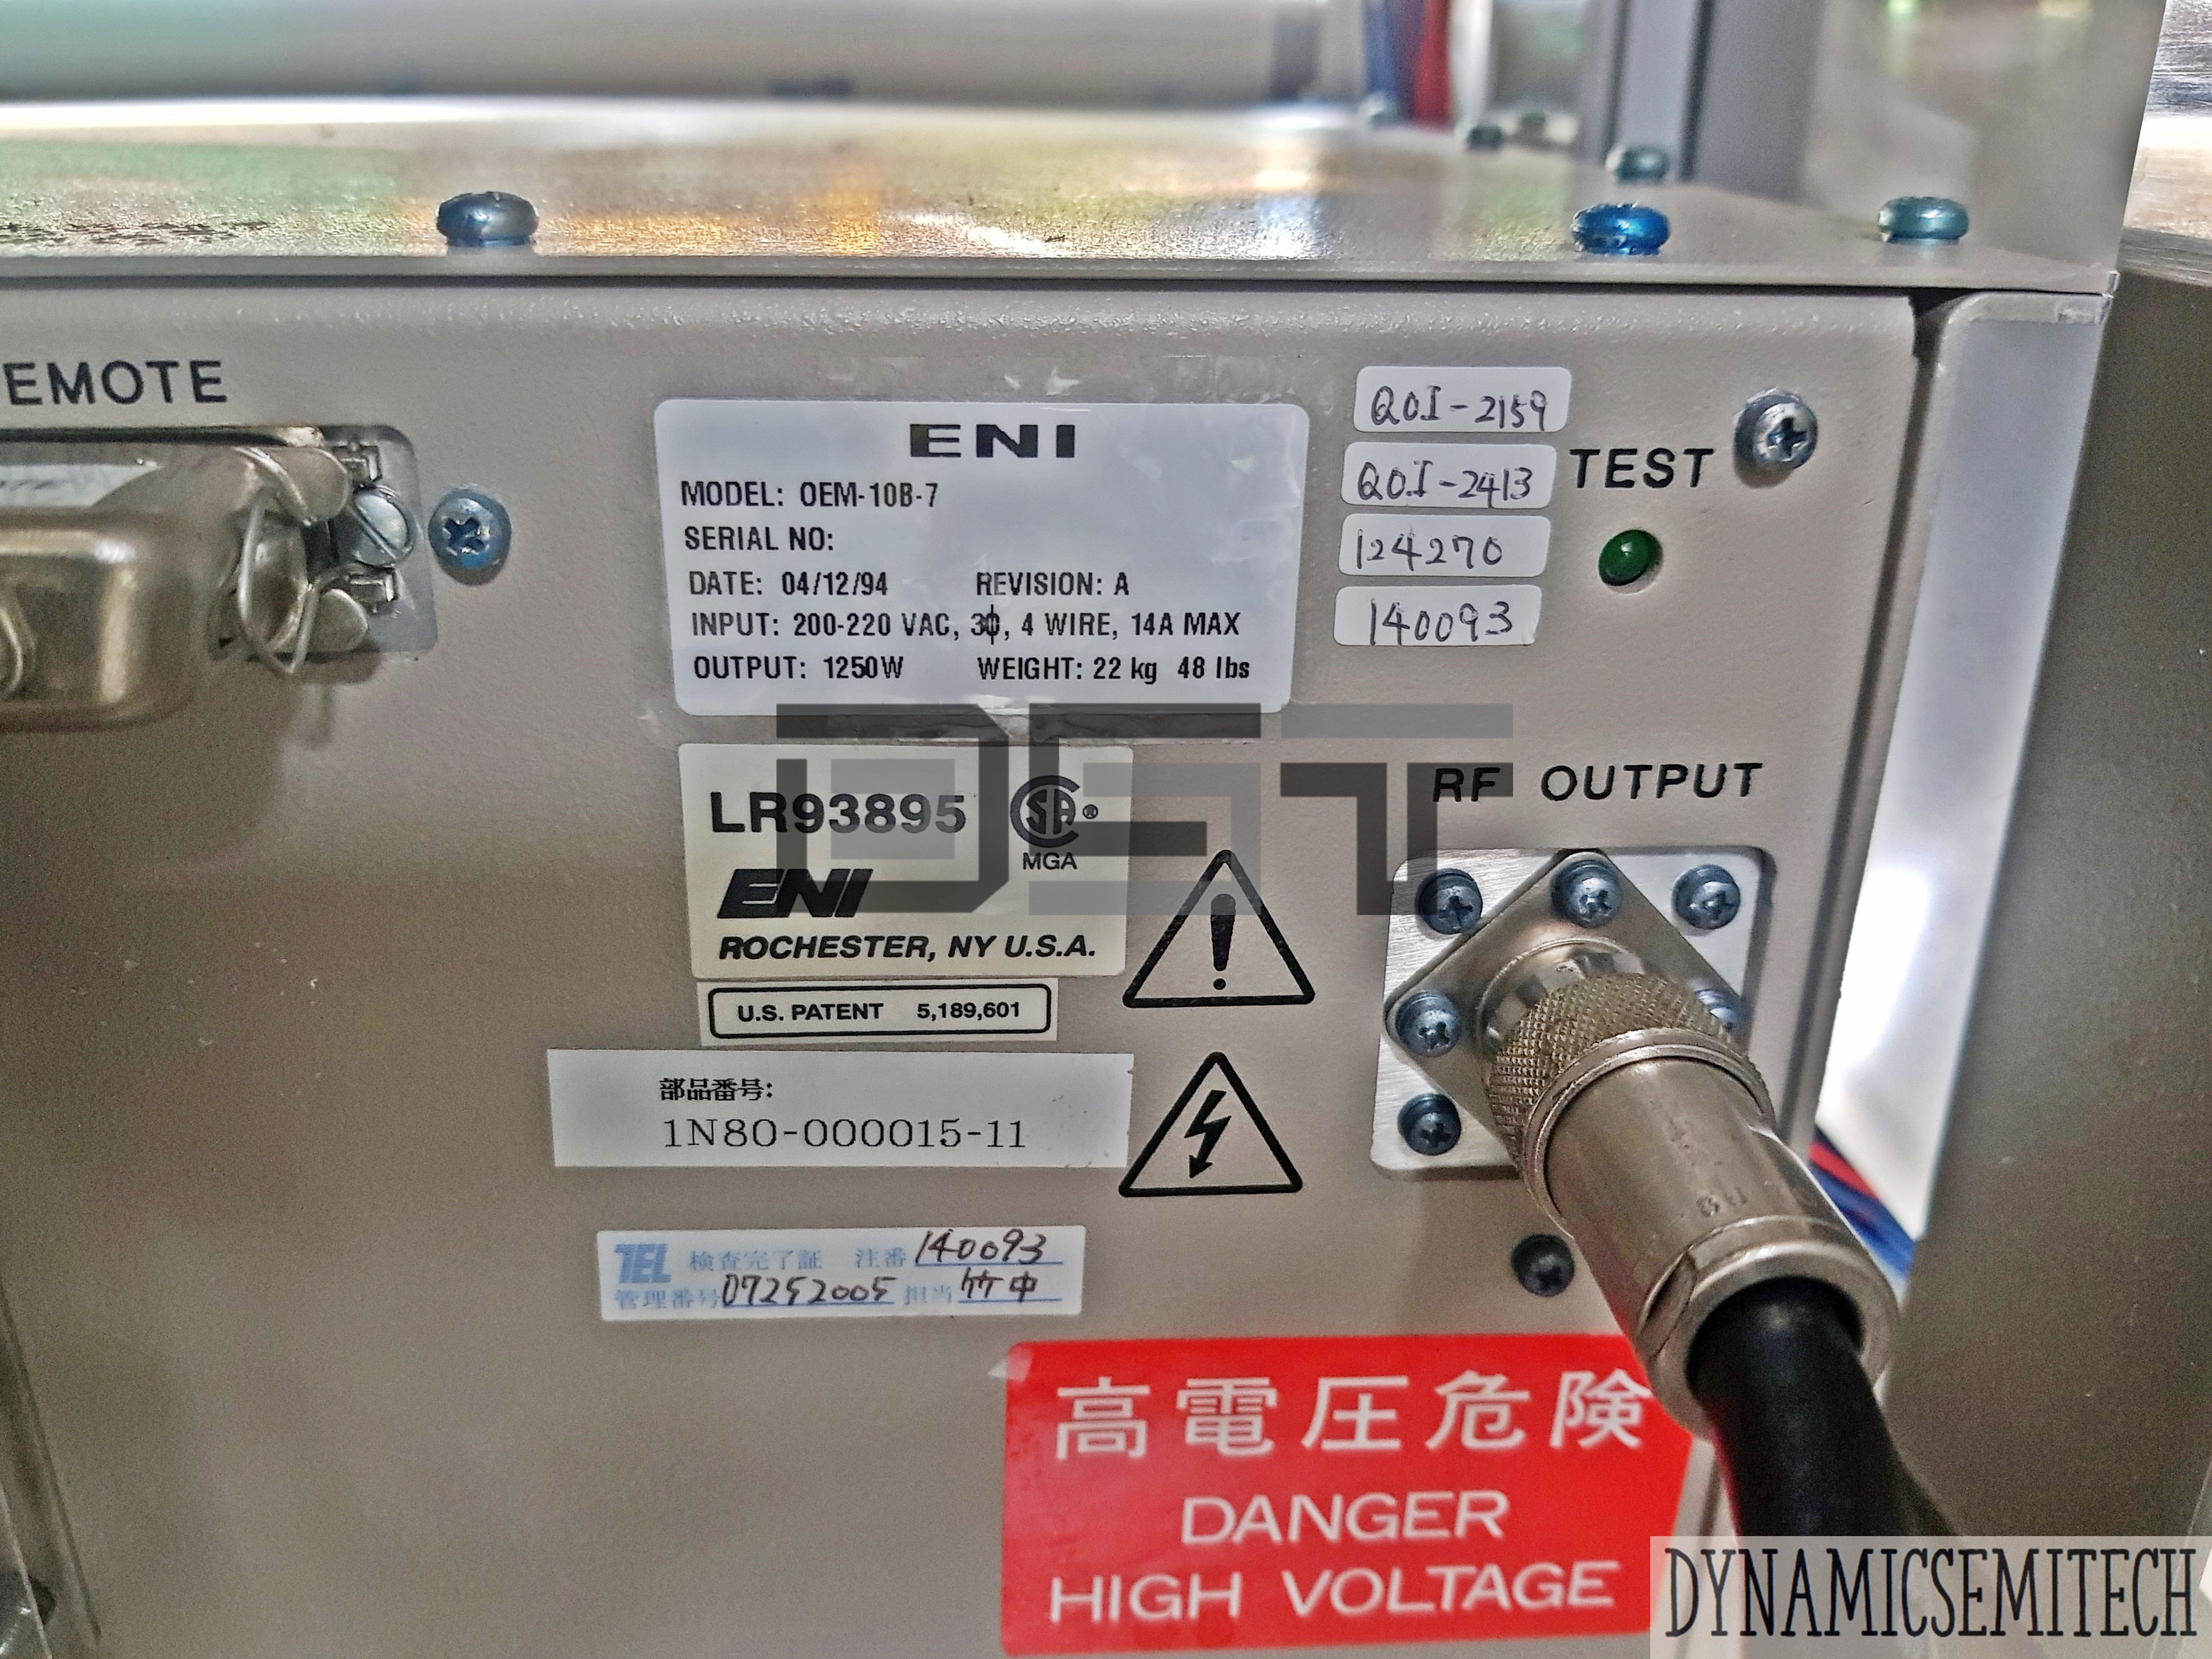 EMOTE
ENI
MODEL: OEM-10B-7
SERIAL NO:
DATE: 04/12/94 REVISION: A
INPUT: 200-220 VAC, 3ϕ, 4 WIRE, 14A MAX
OUTPUT: 1250W WEIGHT: 22 kg 48 lbs
QOI-2159
QOI-2413
124270
140093
TEST
RF OUTPUT
DST
LR93895 CSA®
MGA
ENI
ROCHESTER, NY U.S.A.
U.S. PATENT 5,189,601
部品番号:
1N80-000015-11
TEL 検査完了証 注番 140093
管理番号 07252005 担当 竹中
高電圧危険
DANGER
HIGH VOLTAGE
DYNAMICSEMITECH